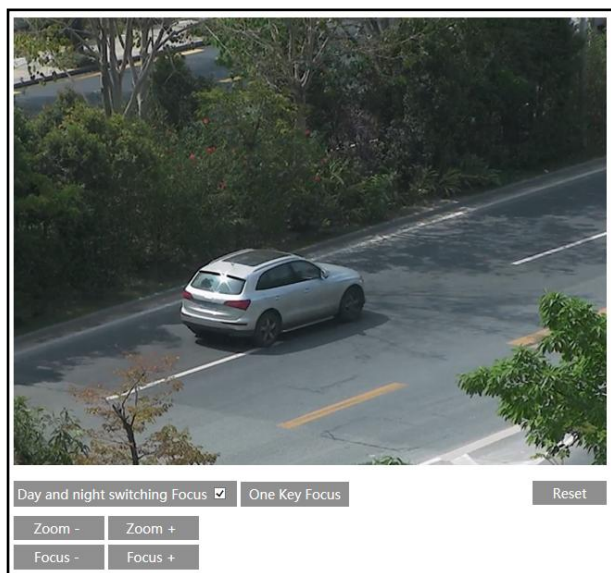 Day and night switching Focus One Key Focus Reset
Zoom - Zoom +
Focus - Focus +